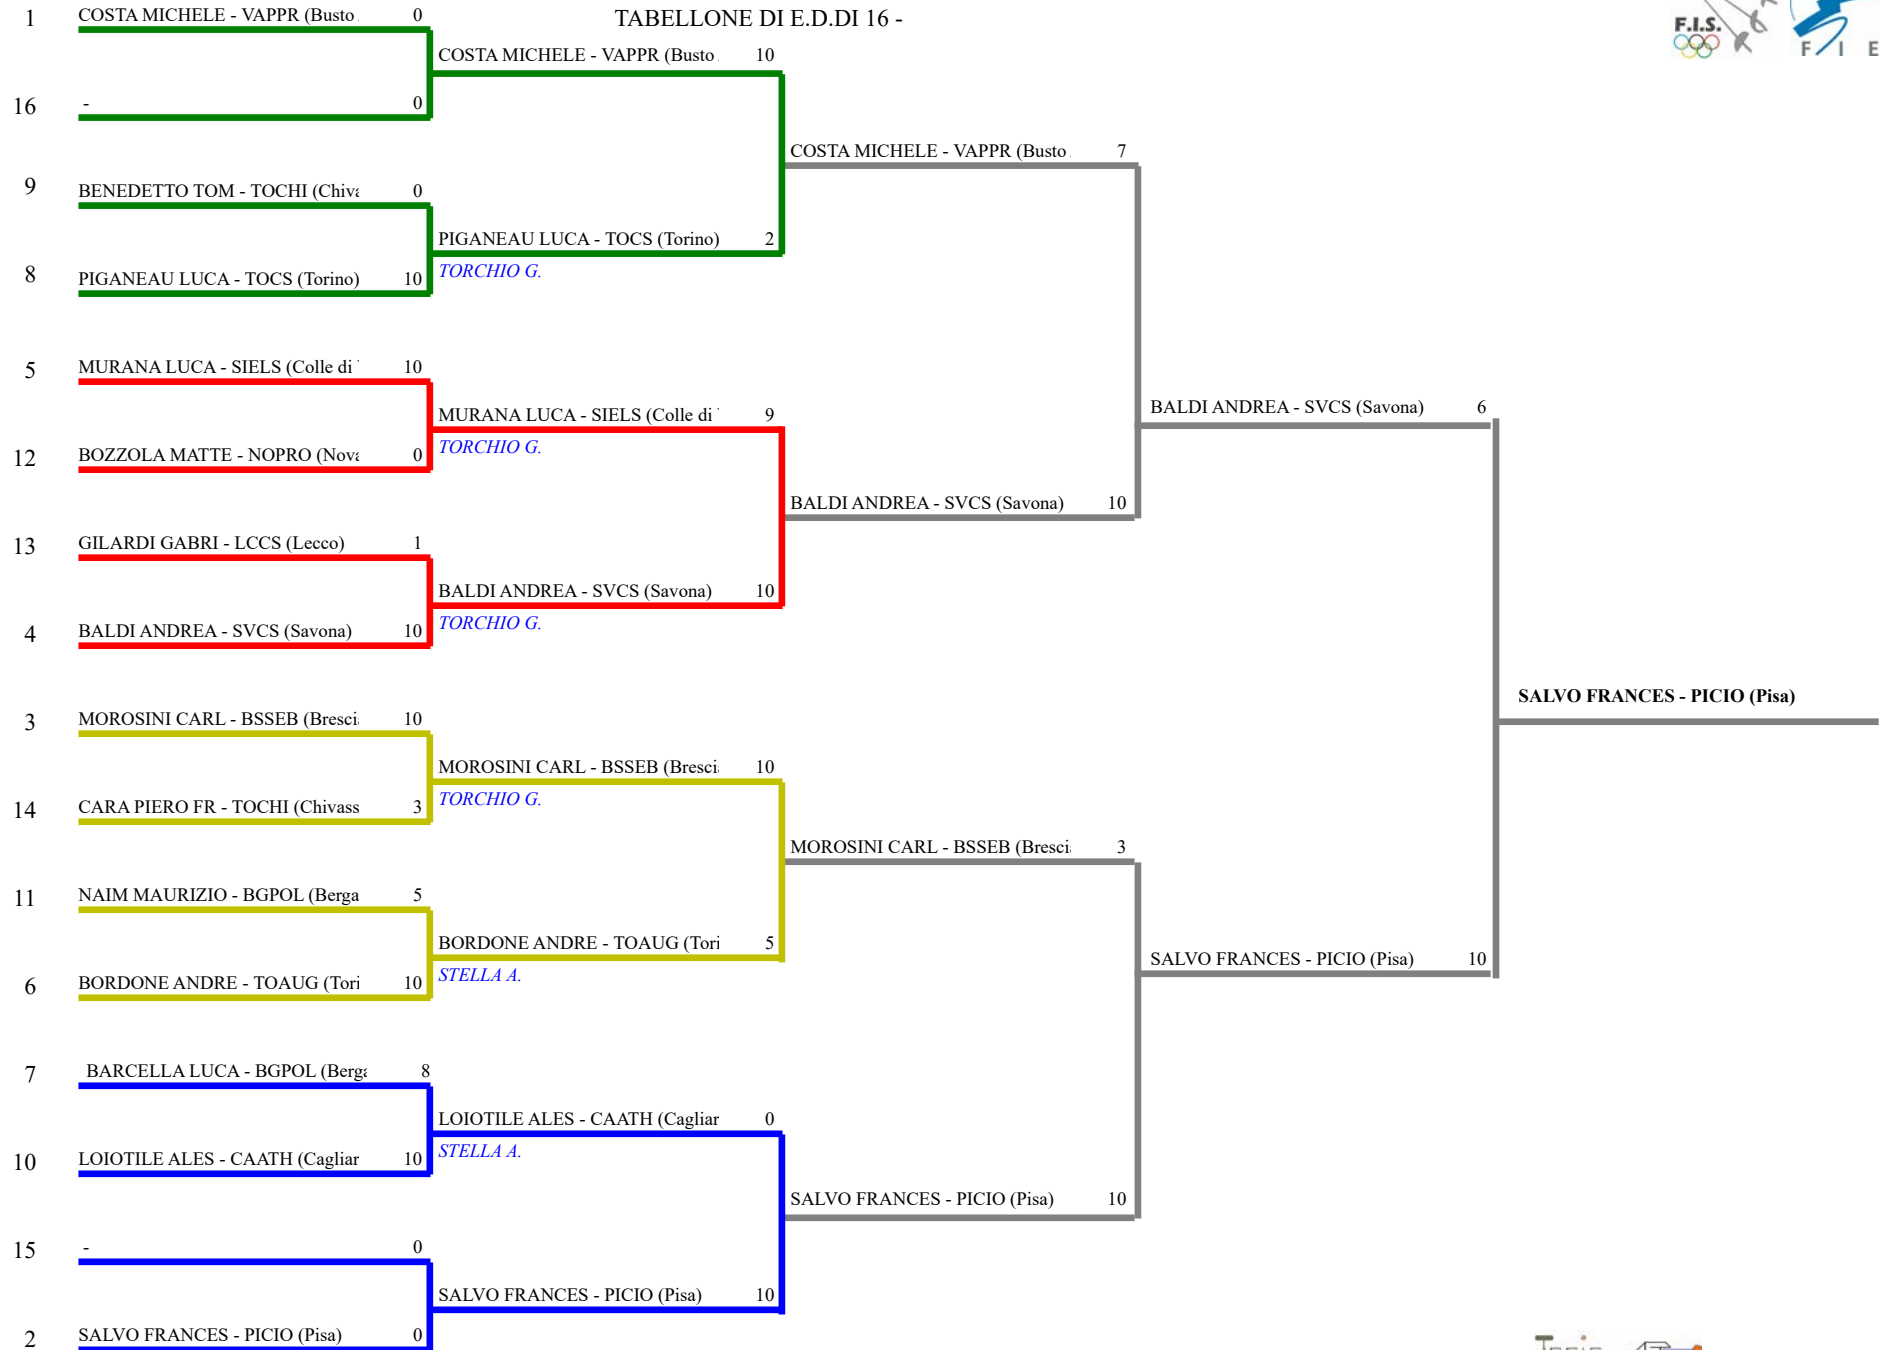 TABELLONE DI E.D.DI 16 -
F.I.S.
F I E
1 COSTA MICHELE - VAPPR (Busto 0
COSTA MICHELE - VAPPR (Busto 10
16 - 0
COSTA MICHELE - VAPPR (Busto 7
9 BENEDETTO TOM - TOCHI (Chiva 0
PIGANEAU LUCA - TOCS (Torino) 2
TORCHIO G.
8 PIGANEAU LUCA - TOCS (Torino) 10
5 MURANA LUCA - SIELS (Colle di 10
MURANA LUCA - SIELS (Colle di 9
BALDI ANDREA - SVCS (Savona) 6
TORCHIO G.
12 BOZZOLA MATTE - NOPRO (Nova 0
BALDI ANDREA - SVCS (Savona) 10
13 GILARDI GABRI - LCCS (Lecco) 1
BALDI ANDREA - SVCS (Savona) 10
TORCHIO G.
4 BALDI ANDREA - SVCS (Savona) 10
SALVO FRANCES - PICIO (Pisa)
3 MOROSINI CARL - BSSEB (Bresci 10
MOROSINI CARL - BSSEB (Bresci 10
TORCHIO G.
14 CARA PIERO FR - TOCHI (Chivass 3
MOROSINI CARL - BSSEB (Bresci 3
11 NAIM MAURIZIO - BGPOL (Berga 5
BORDONE ANDRE - TOAUG (Tori 5
SALVO FRANCES - PICIO (Pisa) 10
STELLA A.
6 BORDONE ANDRE - TOAUG (Tori 10
7 BARCELLA LUCA - BGPOL (Berga 8
LOIOTILE ALES - CAATH (Cagliar 0
STELLA A.
10 LOIOTILE ALES - CAATH (Cagliar 10
SALVO FRANCES - PICIO (Pisa) 10
15 - 0
SALVO FRANCES - PICIO (Pisa) 10
2 SALVO FRANCES - PICIO (Pisa) 0